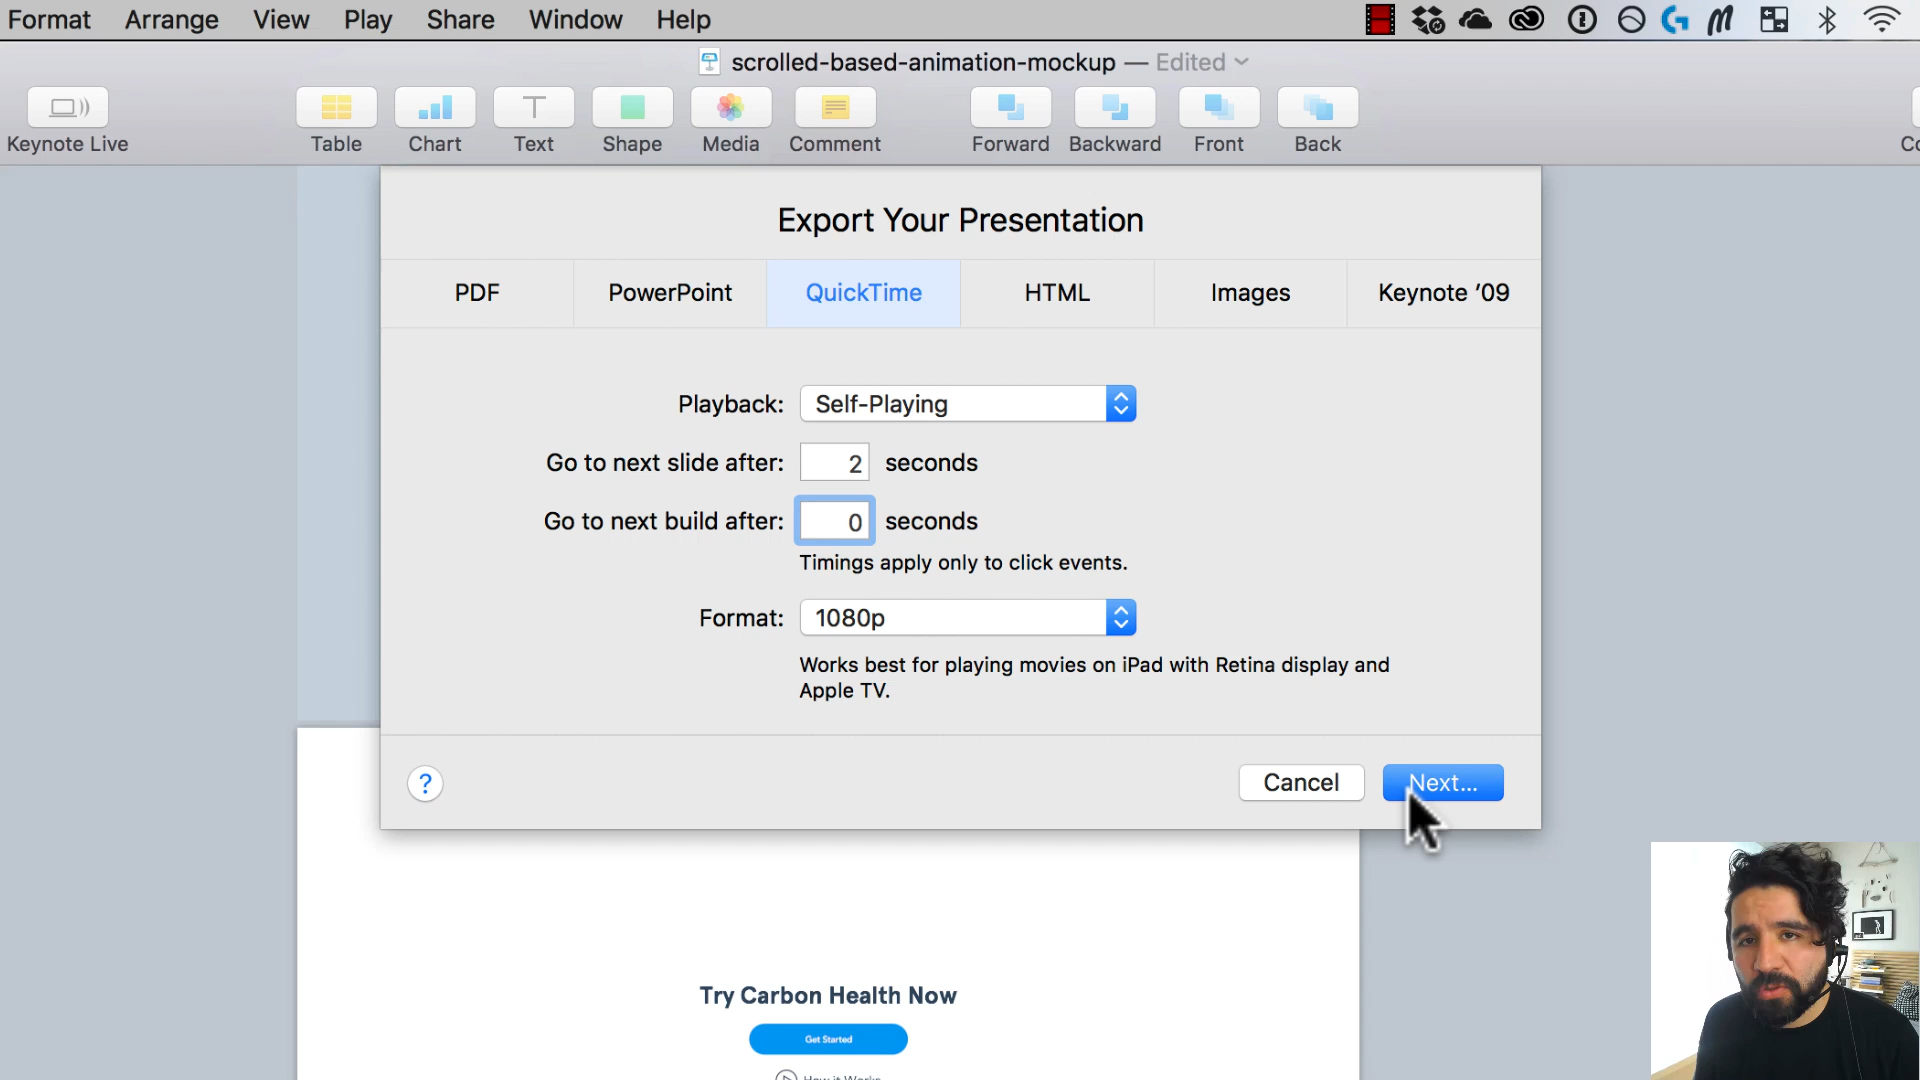 Format Arrange View Play Share Window Help
scrolled-based-animation-mockup — Edited
Keynote Live Table Chart Text Shape Media Comment Forward Backward Front Back
Export Your Presentation
PDF PowerPoint QuickTime HTML Images Keynote ’09
Playback: Self-Playing
Go to next slide after: 2 seconds
Go to next build after: 0 seconds
Timings apply only to click events.
Format: 1080p
Works best for playing movies on iPad with Retina display and
Apple TV.
? Cancel Next...
Try Carbon Health Now
Get Started
How it Works